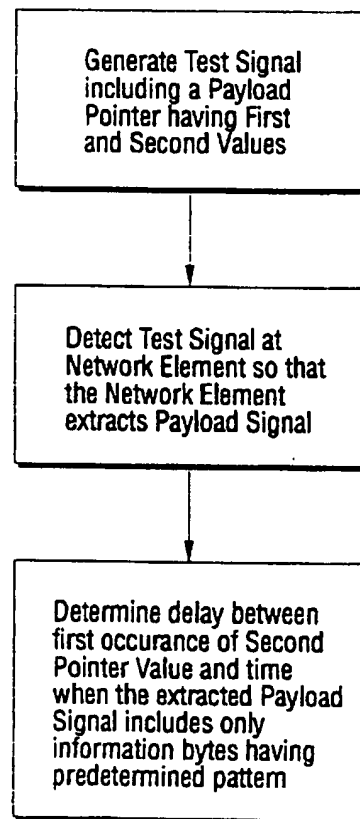 Generate Test Signal
including a Payload
Pointer having First
and Second Values
Detect Test Signal at
Network Element so that
the Network Element
extracts Payload Signal
Determine delay between
first occurance of Second
Pointer Value and time
when the extracted Payload
Signal includes only
information bytes having
predetermined pattern